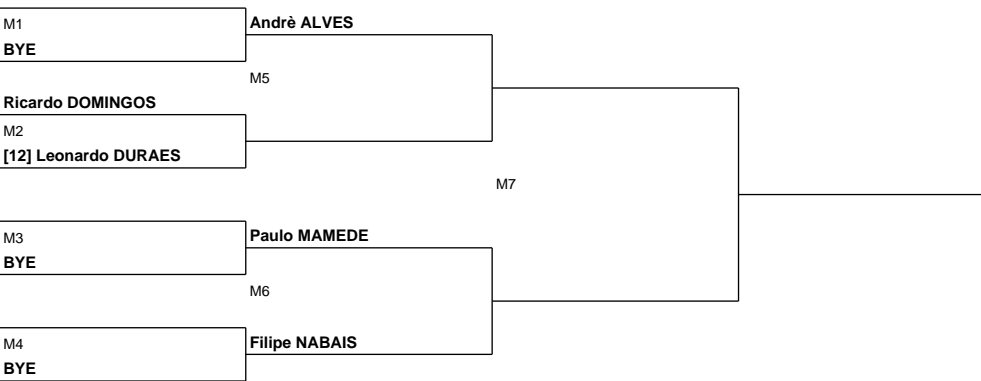 M1
Andrè ALVES
BYE
M5
Ricardo DOMINGOS
M2
[12] Leonardo DURAES
M7
M3
Paulo MAMEDE
BYE
M6
M4
Filipe NABAIS
BYE